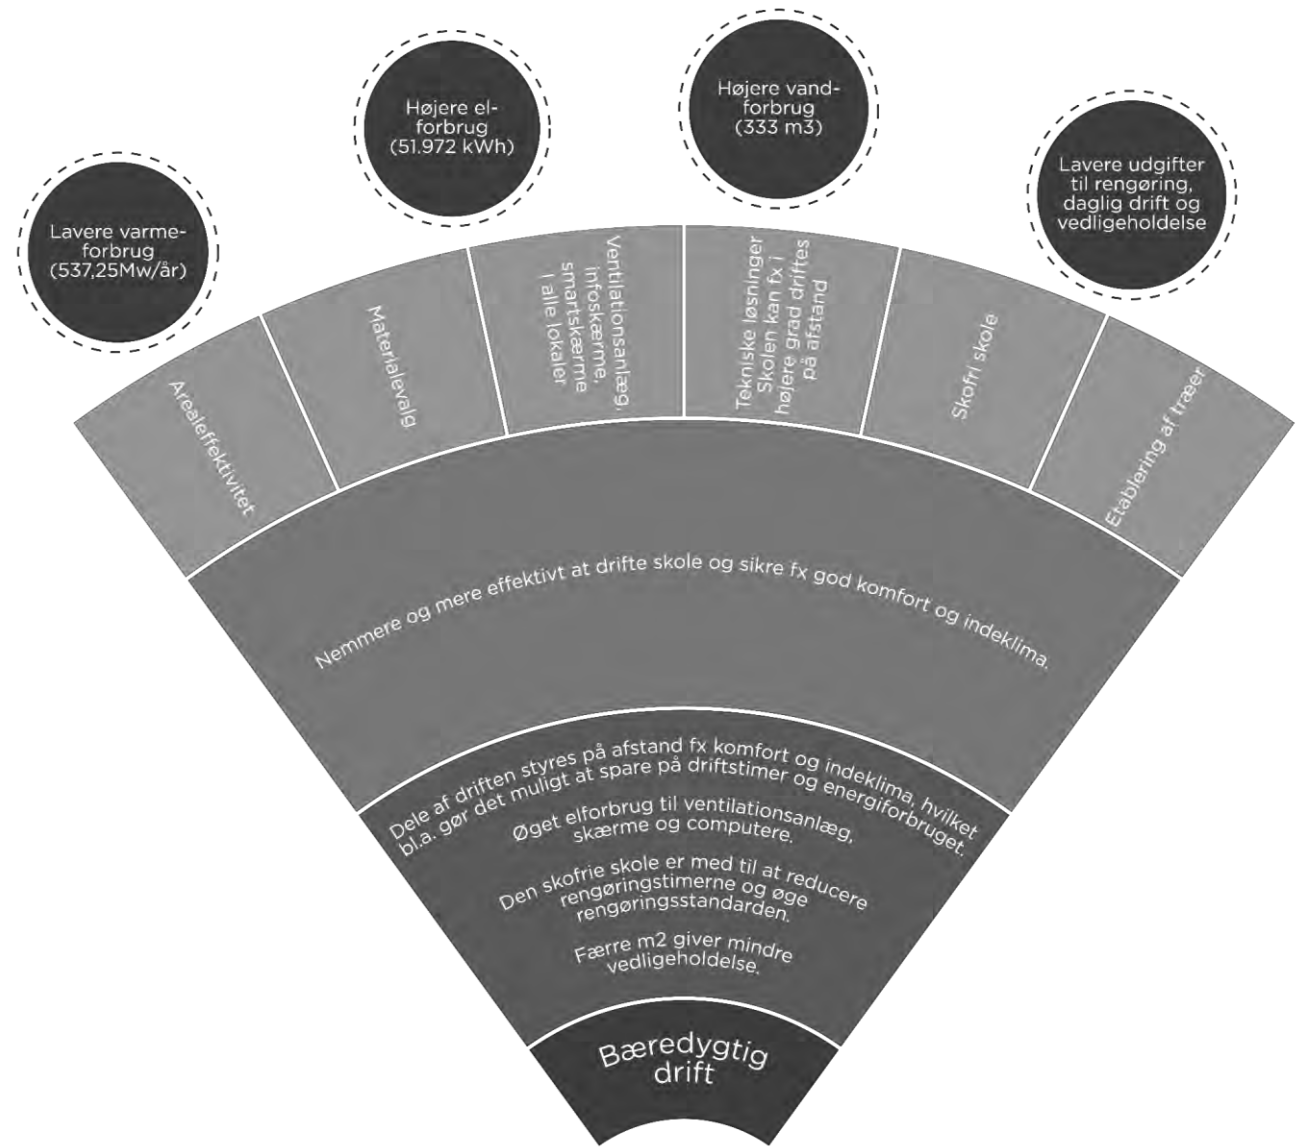 Højere vand-
forbrug
(333 m3)
Højere el-
forbrug
(51.972 kWh)
Lavere udgifter
til rengøring,
daglig drift og
vedligeholdelse
Lavere varme-
forbrug
(537,25Mw/år)
Arealeffektivitet
Materialevalg
Ventilationsanlæg,
infoskærme,
smartskærme
I alle lokaler
Tekniske løsninger
Skolen kan fx i
højere grad driftes
på afstand
Skofri skole
Etablering af træer
Nemmere og mere effektivt at drifte skole og sikre fx god komfort og indeklima.
Dele af driften styres på afstand fx komfort og indeklima, hvilket
bl.a. gør det muligt at spare på driftstimer og energiforbruget.
Øget elforbrug til ventilationsanlæg,
skærme og computere.
Den skofrie skole er med til at reducere
rengøringstimerne og øge
rengøringsstandarden.
Færre m2 giver mindre
vedligeholdelse.
Bæredygtig
drift